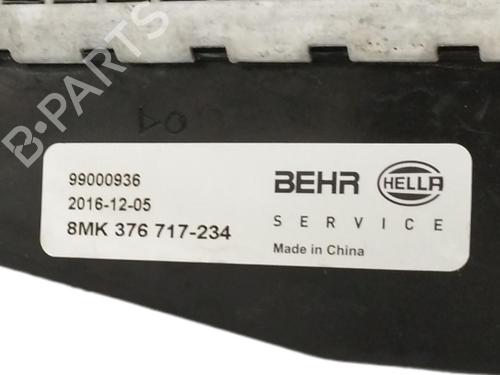 B-PARTS
99000936
2016-12-05
8MK 376 717-234
BEHR HELLA
SERVICE
Made in China